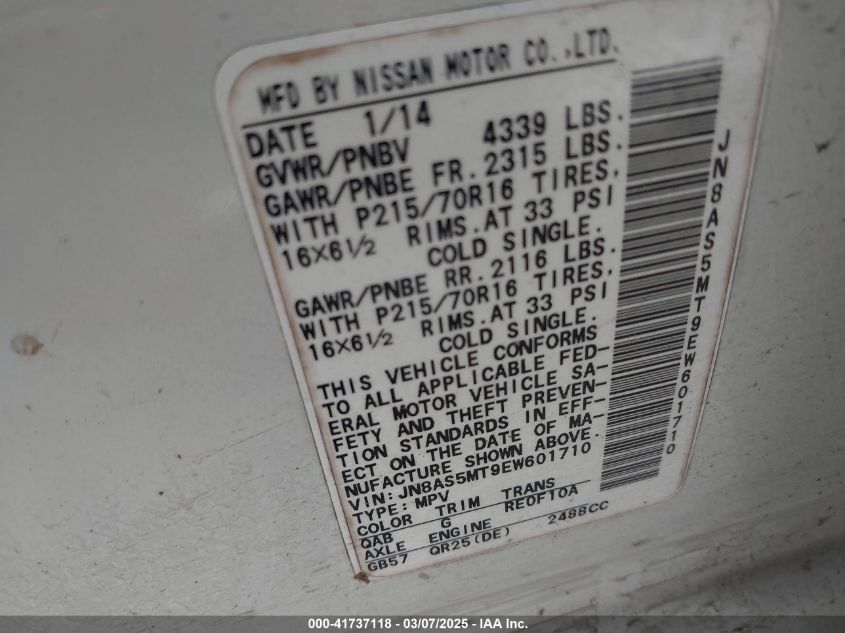 MFD BY NISSAN MOTOR CO.,LTD.
DATE 1/14
GVWR/PNBV 4339 LBS.
GAWR/PNBE FR. 2315 LBS.
WITH P215/70R16 TIRES,
16X6½ RIMS.AT 33 PSI
COLD SINGLE.
GAWR/PNBE RR. 2116 LBS.
WITH P215/70R16 TIRES,
16X6½ RIMS.AT 33 PSI
COLD SINGLE.
THIS VEHICLE CONFORMS
TO ALL APPLICABLE FED-
ERAL MOTOR VEHICLE SA-
FETY AND THEFT PREVEN-
TION STANDARDS IN EFF-
ECT ON THE DATE OF MA-
NUFACTURE SHOWN ABOVE.
VIN:JN8AS5MT9EW601710
TYPE:MPV
COLOR TRIM TRANS
QAB G RE0F10A
AXLE ENGINE
GB57 QR25(DE) 2488CC
JN8AS5MT9EW601710
000-41737118 - 03/07/2025 - IAA Inc.